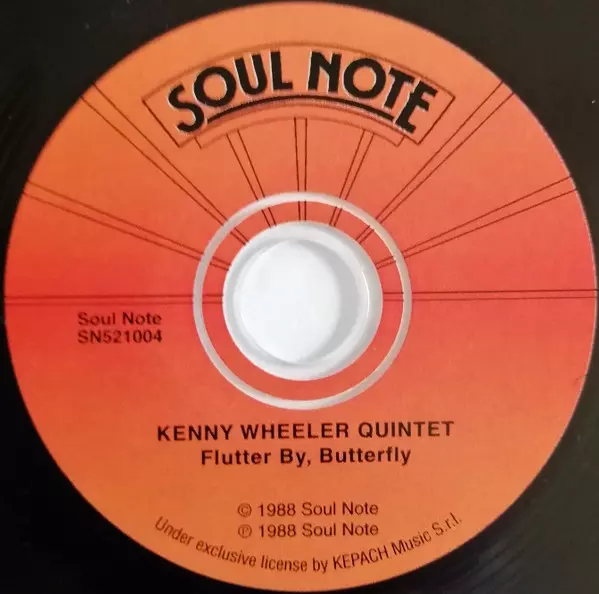 SOUL NOTE
Soul Note
SN521004
KENNY WHEELER QUINTET
Flutter By, Butterfly
© 1988 Soul Note
℗ 1988 Soul Note
Under exclusive license by KEPACH Music S.r.l.